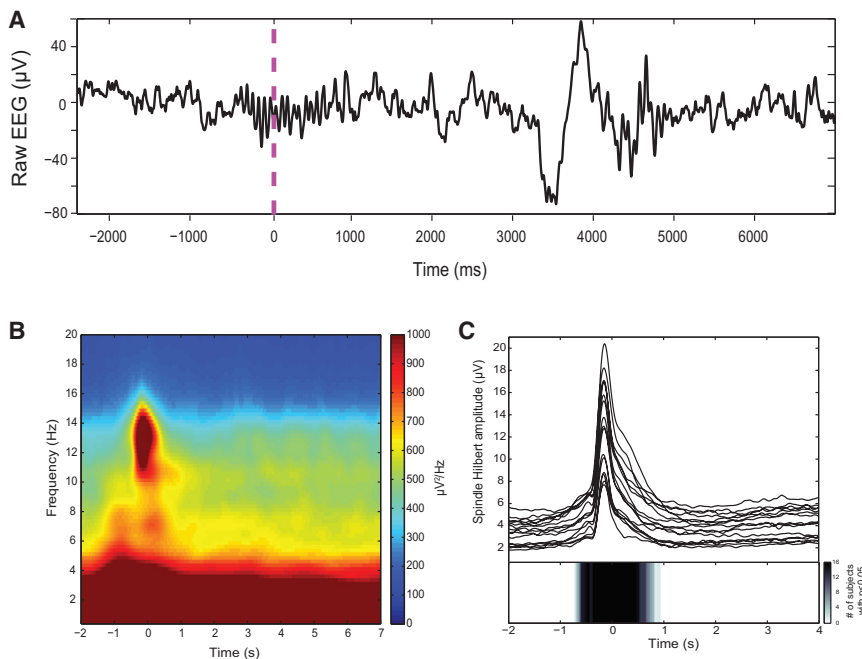 A
Raw EEG (µV)
40
0
−40
−80
−2000 −1000 0 1000 2000 3000 4000 5000 6000
Time (ms)
B
Frequency (Hz)
20
18
16
14
12
10
8
6
4
2
−2 −1 0 1 2 3 4 5 6 7
Time (s)
1000
900
800
700
600
500
400
300
200
100
0
µV²/Hz
C
Spindle Hilbert amplitude (µV)
20
18
16
14
12
10
8
6
4
2
−2 −1 0 1 2 3 4
Time (s)
16
12
8
4
0
# of subjects
with p<0.05